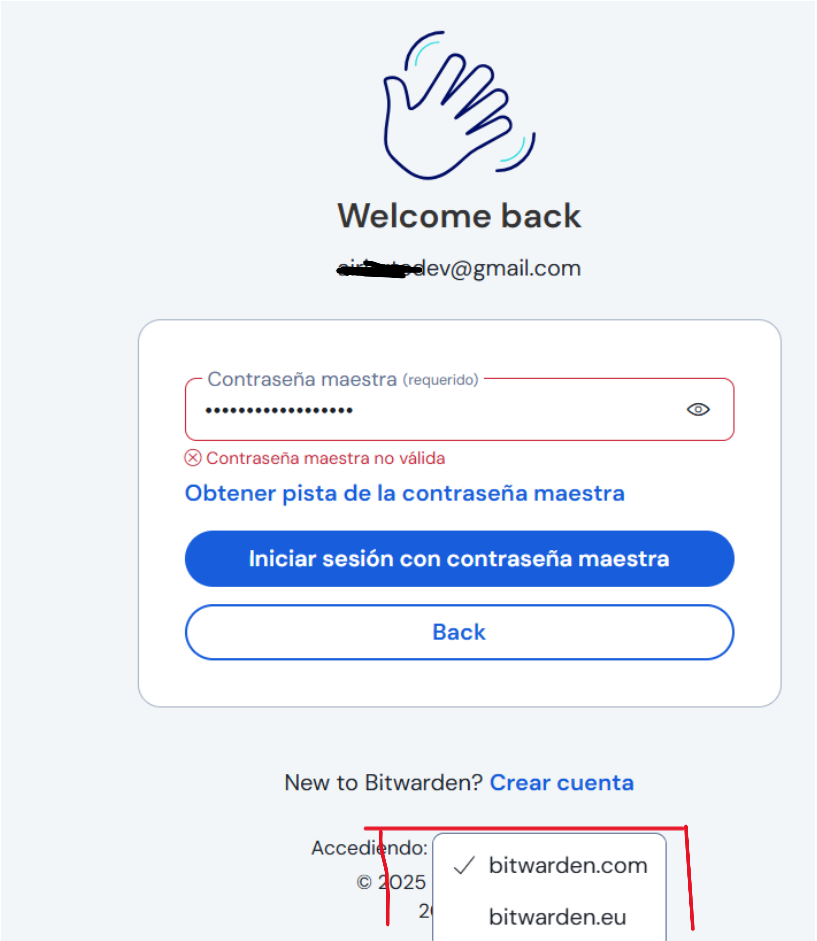 Welcome back
dev@gmail.com
Contraseña maestra (requerido)
Contraseña maestra no válida
Obtener pista de la contraseña maestra
Iniciar sesión con contraseña maestra
Back
New to Bitwarden? Crear cuenta
Accediendo:
bitwarden.com
© 2025
bitwarden.eu